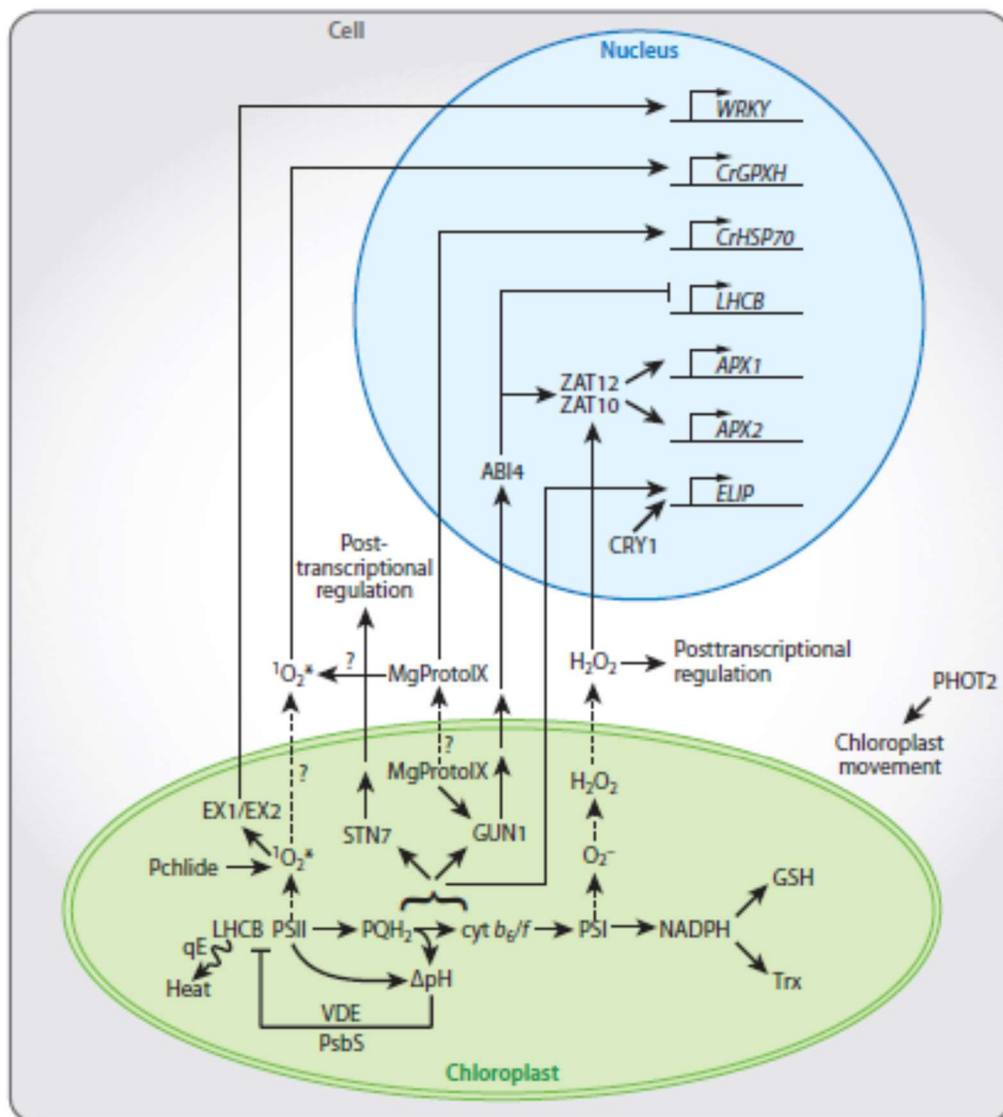 Cell
Nucleus
WRKY
CrGPXH
CrHSP70
LHCB
APX1
ZAT12
ZAT10
APX2
ABI4
ELIP
CRY1
Post-
transcriptional
regulation
¹O₂*
?
MgProtoIX
H₂O₂
Posttranscriptional
regulation
PHOT2
Chloroplast
movement
?
?
MgProtoIX
H₂O₂
EX1/EX2
STN7
GUN1
¹O₂*
O₂⁻
Pchlide
GSH
LHCB PSII
PQH₂
cyt b₆/f
PSI
NADPH
qE
Heat
ΔpH
Trx
VDE
PsbS
Chloroplast